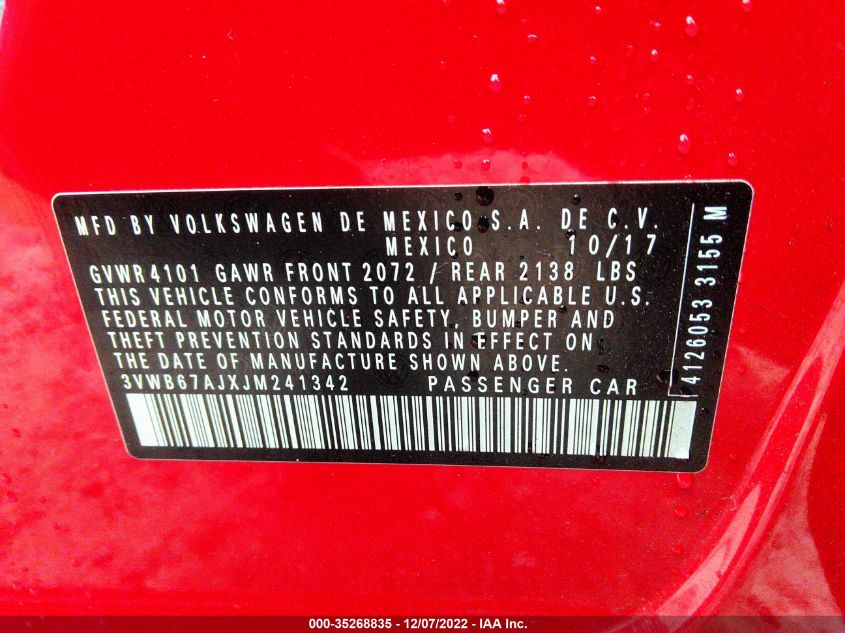 MFD BY VOLKSWAGEN DE MEXICO S.A. DE C.V.
MEXICO 10/17
GVWR 4101 GAWR FRONT 2072 / REAR 2138 LBS
THIS VEHICLE CONFORMS TO ALL APPLICABLE U.S.
FEDERAL MOTOR VEHICLE SAFETY, BUMPER AND
THEFT PREVENTION STANDARDS IN EFFECT ON
THE DATE OF MANUFACTURE SHOWN ABOVE.
3VWB67AJXJM241342 PASSENGER CAR
4126053 3155 M
000-35268835 - 12/07/2022 - IAA Inc.